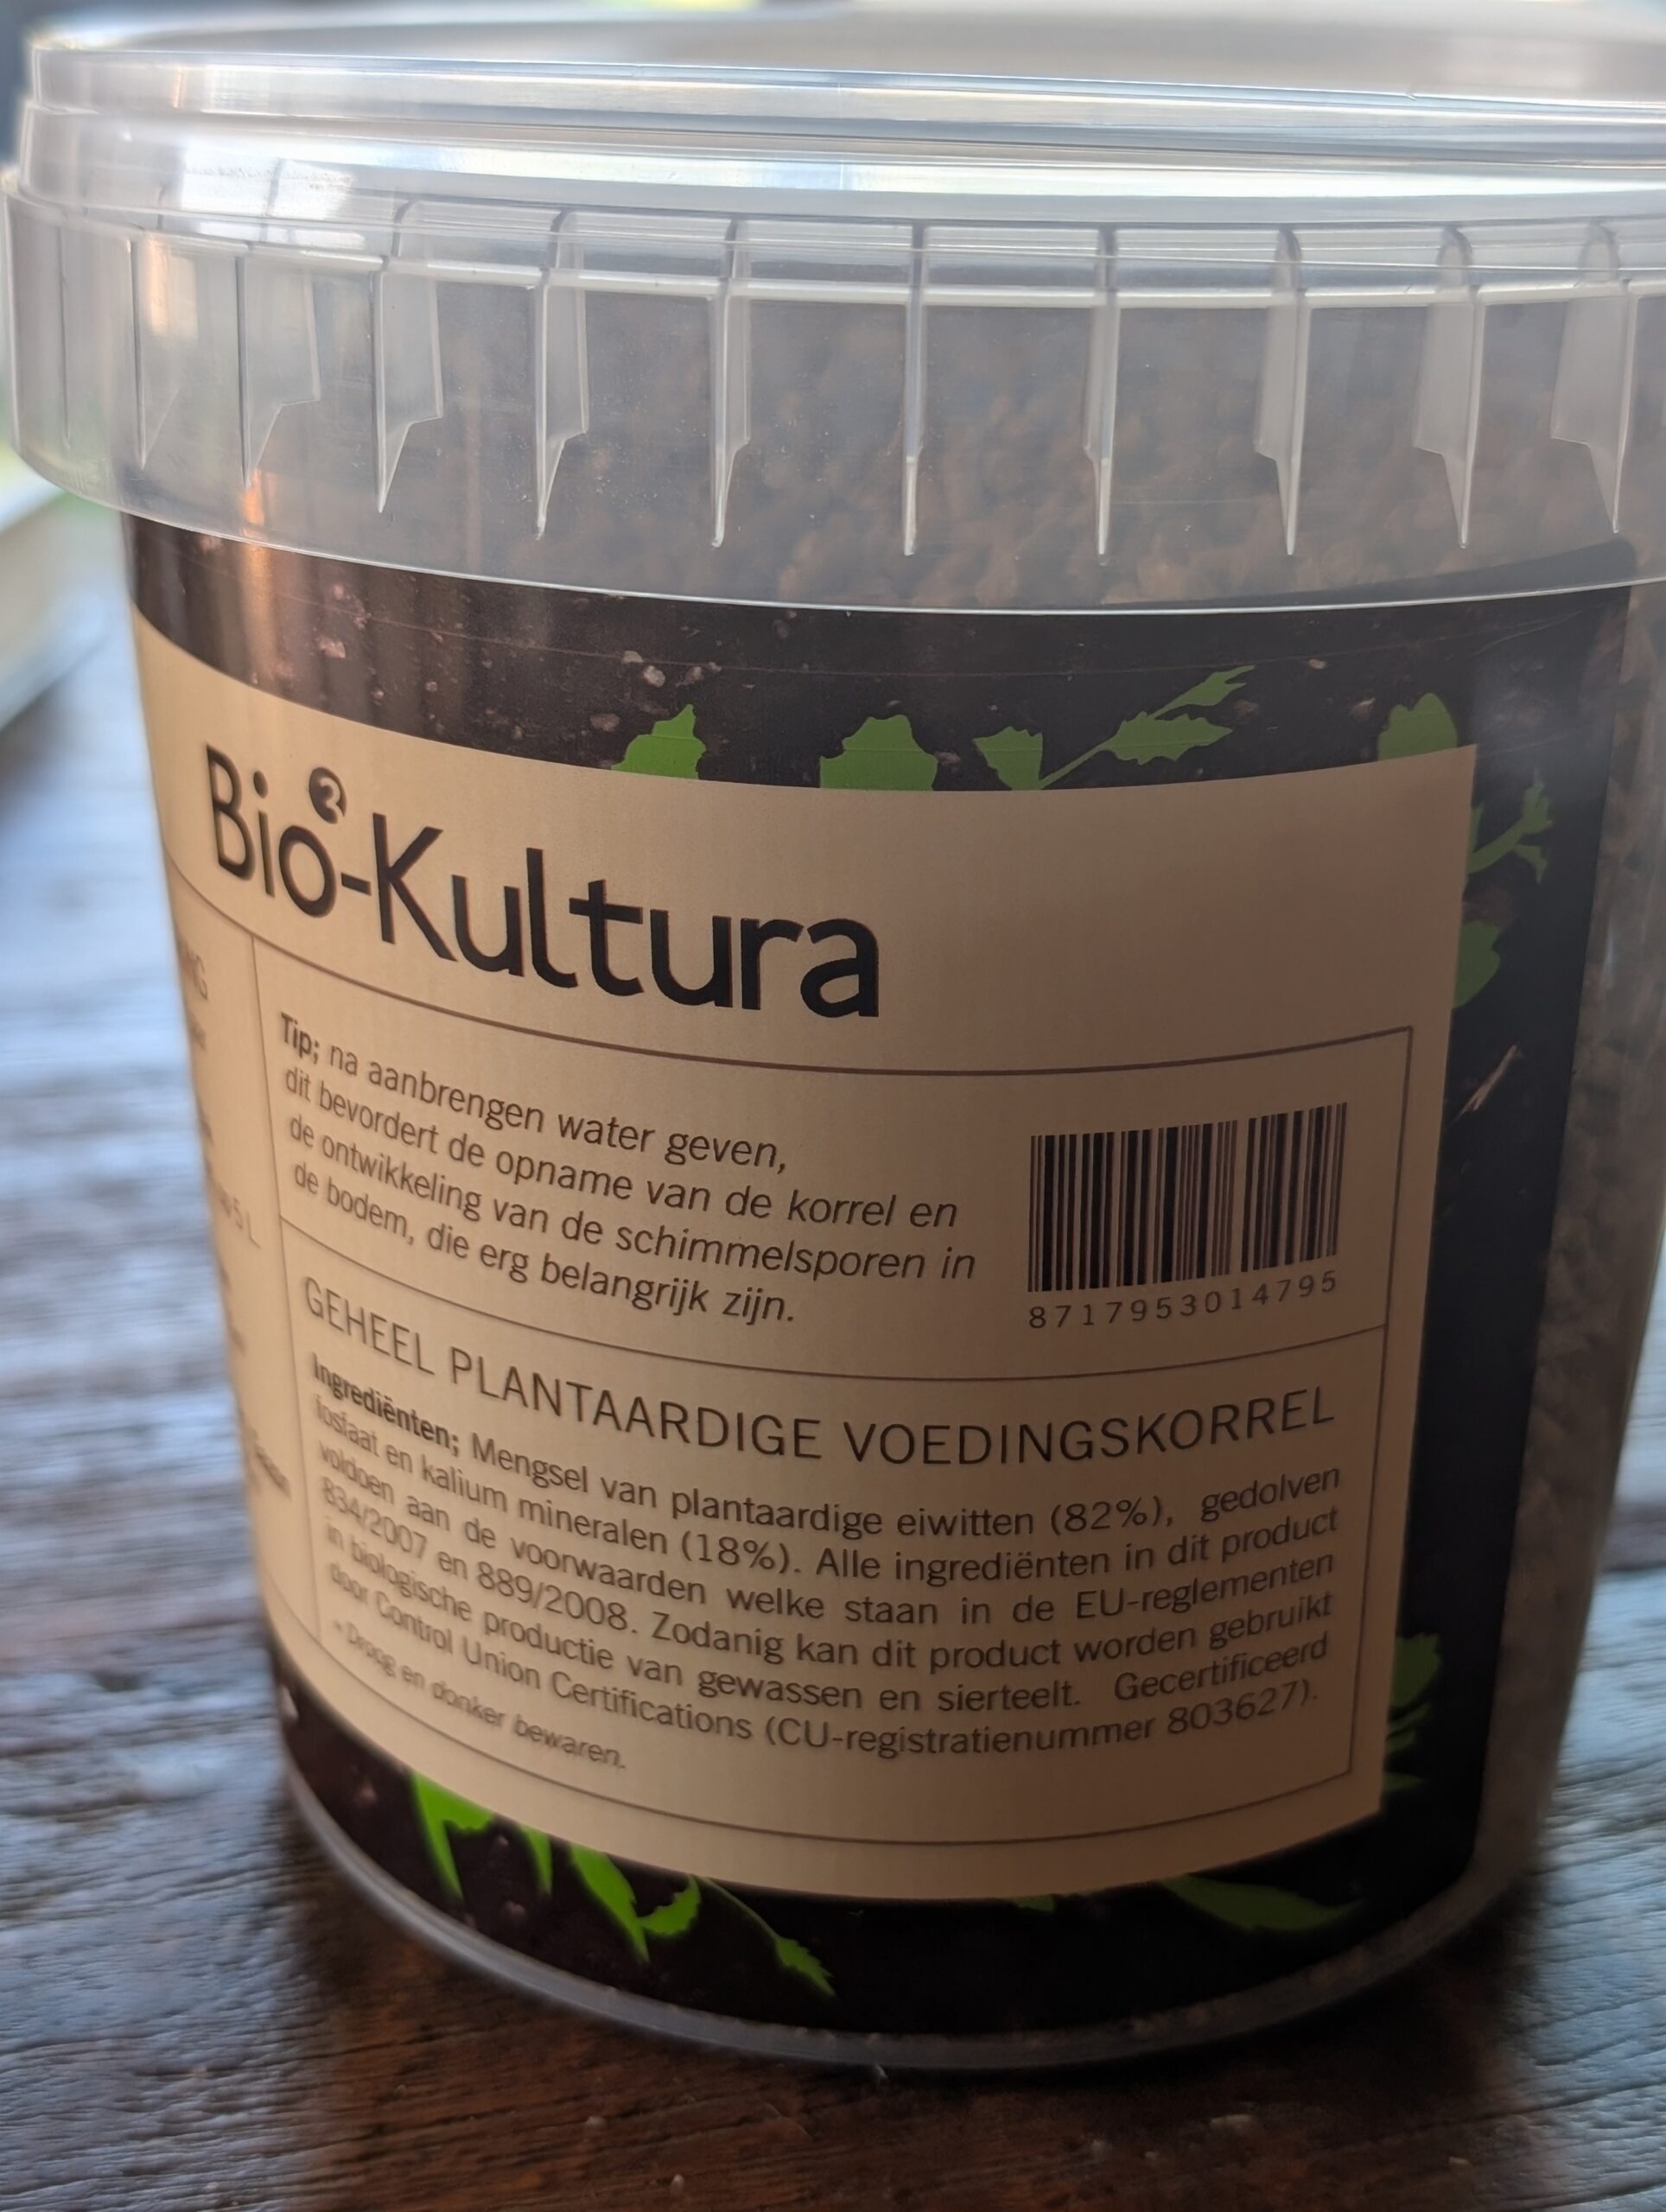 Bio-Kultura
2
Tip; na aanbrengen water geven,
dit bevordert de opname van de korrel en
de ontwikkeling van de schimmelsporen in
de bodem, die erg belangrijk zijn.
8717953014795
GEHEEL PLANTAARDIGE VOEDINGSKORREL
Ingrediënten; Mengsel van plantaardige eiwitten (82%), gedolven
fosfaat en kalium mineralen (18%). Alle ingrediënten in dit product
voldoen aan de voorwaarden welke staan in de EU-reglementen
834/2007 en 889/2008. Zodanig kan dit product worden gebruikt
in biologische productie van gewassen en sierteelt. Gecertificeerd
door Control Union Certifications (CU-registratienummer 803627).
* Droog en donker bewaren.
5 L